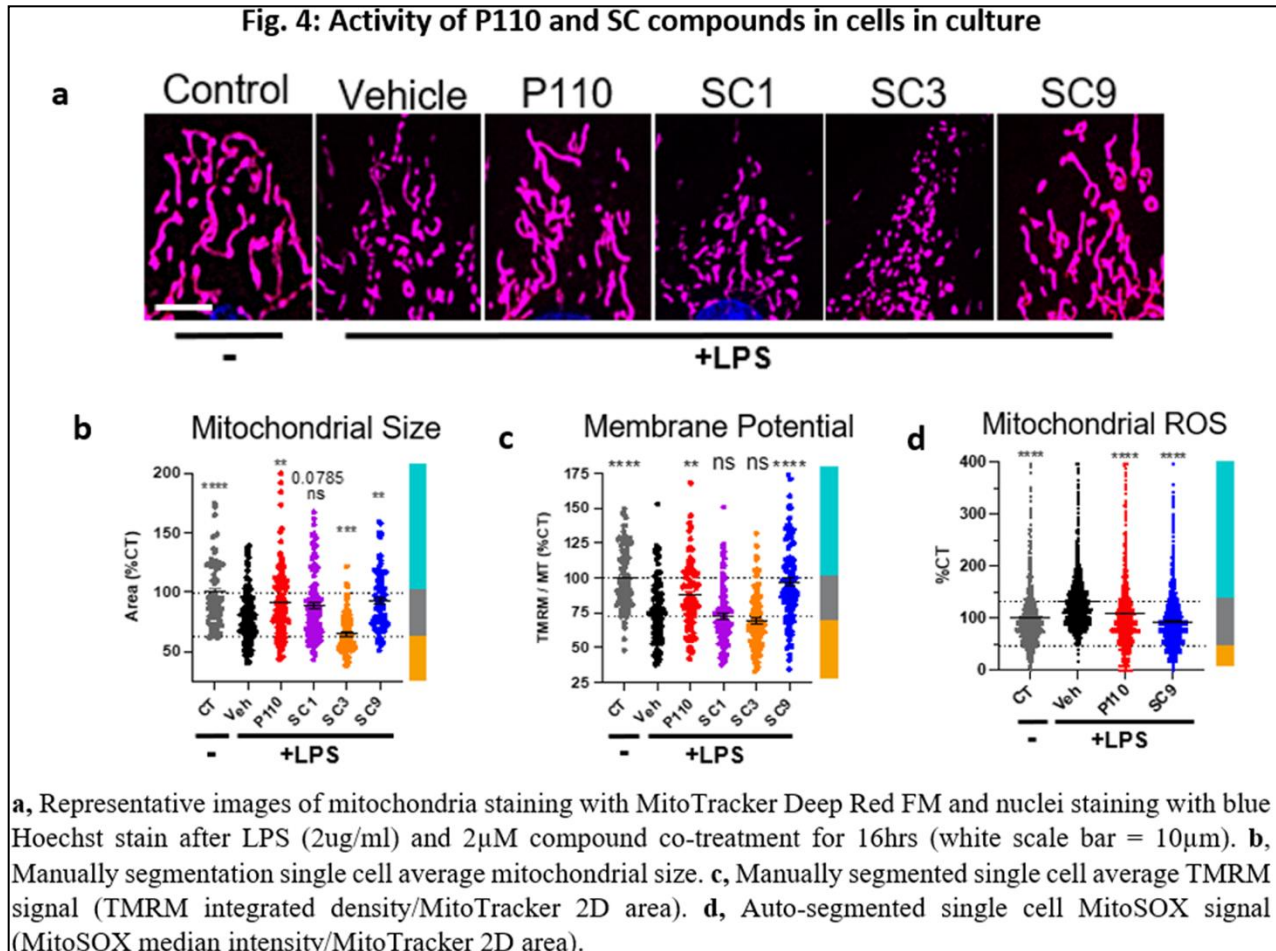 Fig. 4: Activity of P110 and SC compounds in cells in culture
a
Control Vehicle P110 SC1 SC3 SC9
- +LPS
b Mitochondrial Size
Area (%CT)
200
150
100
50
**** ** 0.0785 ns *** **
CT Veh P110 SC1 SC3 SC9
- +LPS
c Membrane Potential
TMRM / MT (%CT)
175
150
125
100
75
50
25
**** ** ns ns ****
CT Veh P110 SC1 SC3 SC9
- +LPS
d Mitochondrial ROS
%CT
400
300
200
100
0
**** **** ****
CT Veh P110 SC9
- +LPS
a, Representative images of mitochondria staining with MitoTracker Deep Red FM and nuclei staining with blue
Hoechst stain after LPS (2ug/ml) and 2µM compound co-treatment for 16hrs (white scale bar = 10µm). b,
Manually segmentation single cell average mitochondrial size. c, Manually segmented single cell average TMRM
signal (TMRM integrated density/MitoTracker 2D area). d, Auto-segmented single cell MitoSOX signal
(MitoSOX median intensity/MitoTracker 2D area).